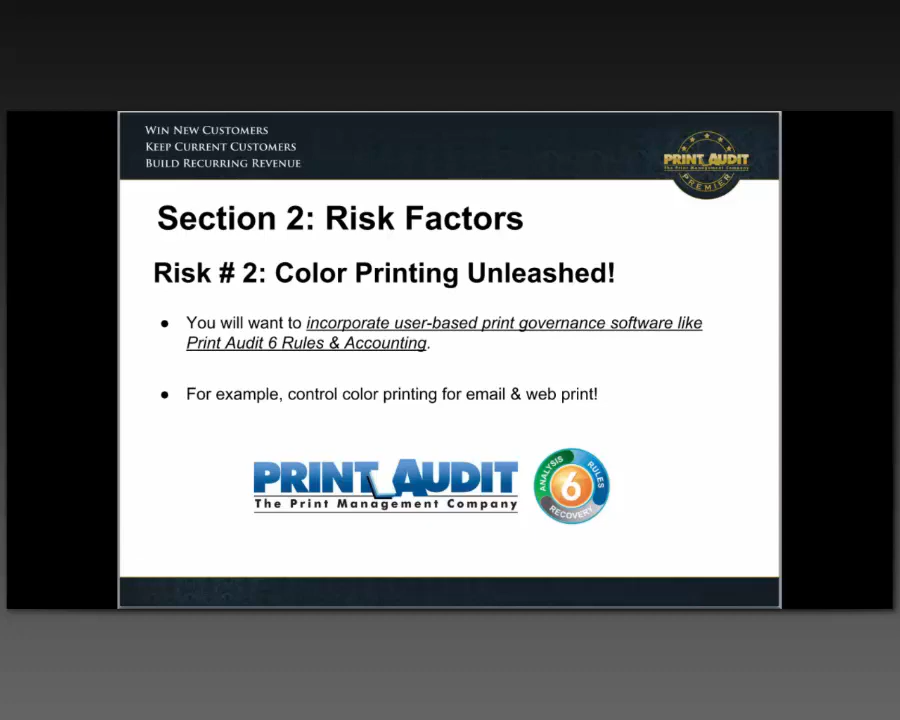 WIN NEW CUSTOMERS
KEEP CURRENT CUSTOMERS
BUILD RECURRING REVENUE
PRINT AUDIT
The Print Management Company
PREMIER
Section 2: Risk Factors
Risk # 2: Color Printing Unleashed!
● You will want to incorporate user-based print governance software like
Print Audit 6 Rules & Accounting.
● For example, control color printing for email & web print!
PRINT AUDIT
The Print Management Company
ANALYSIS
RULES
6
RECOVERY